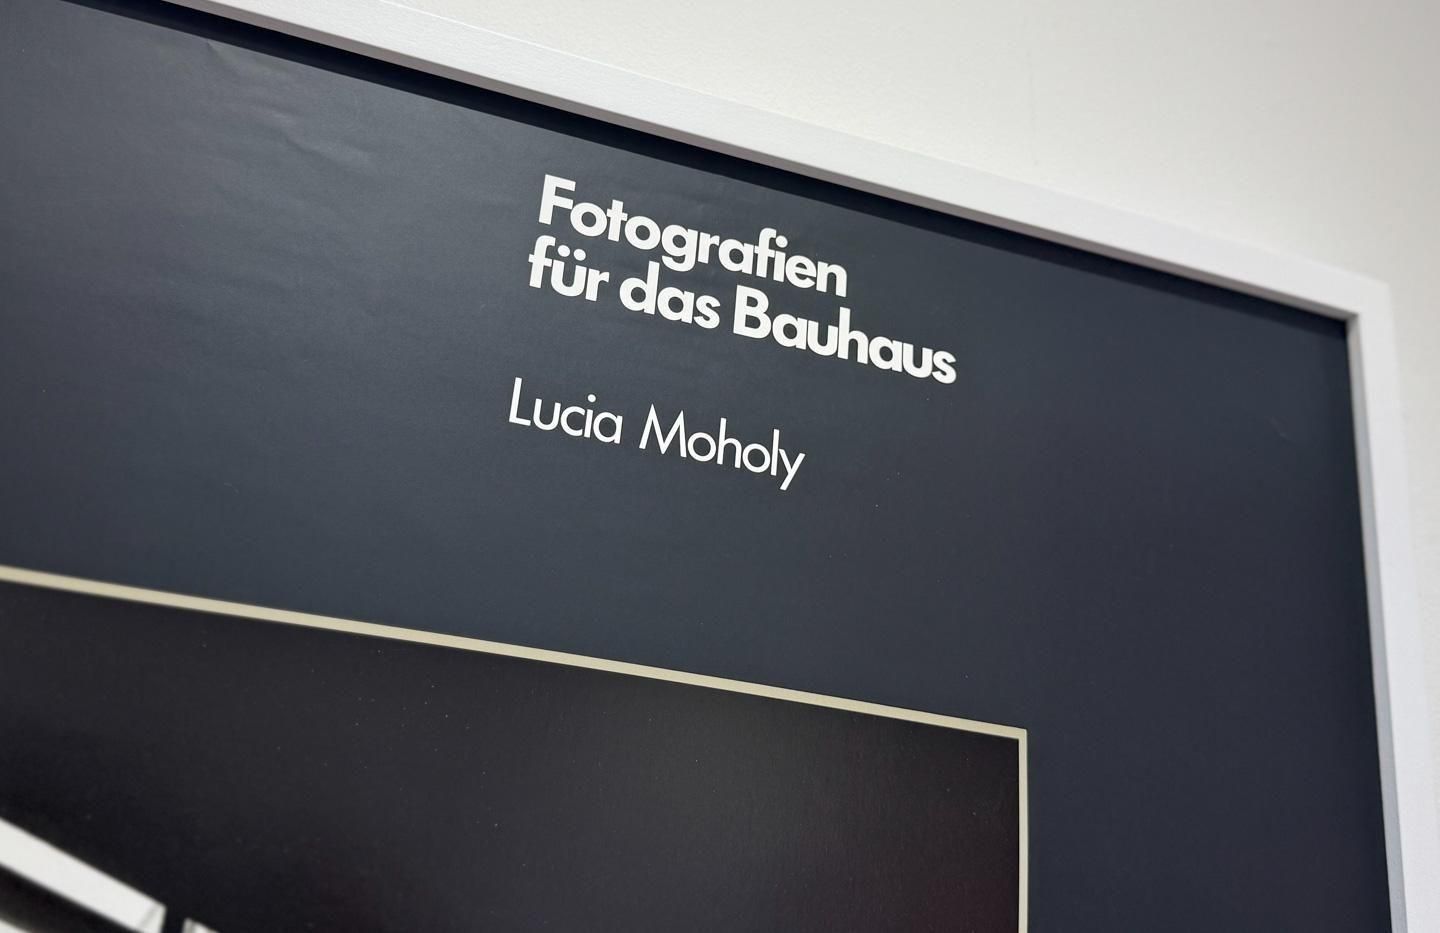 Fotografien
für das Bauhaus
Lucia Moholy